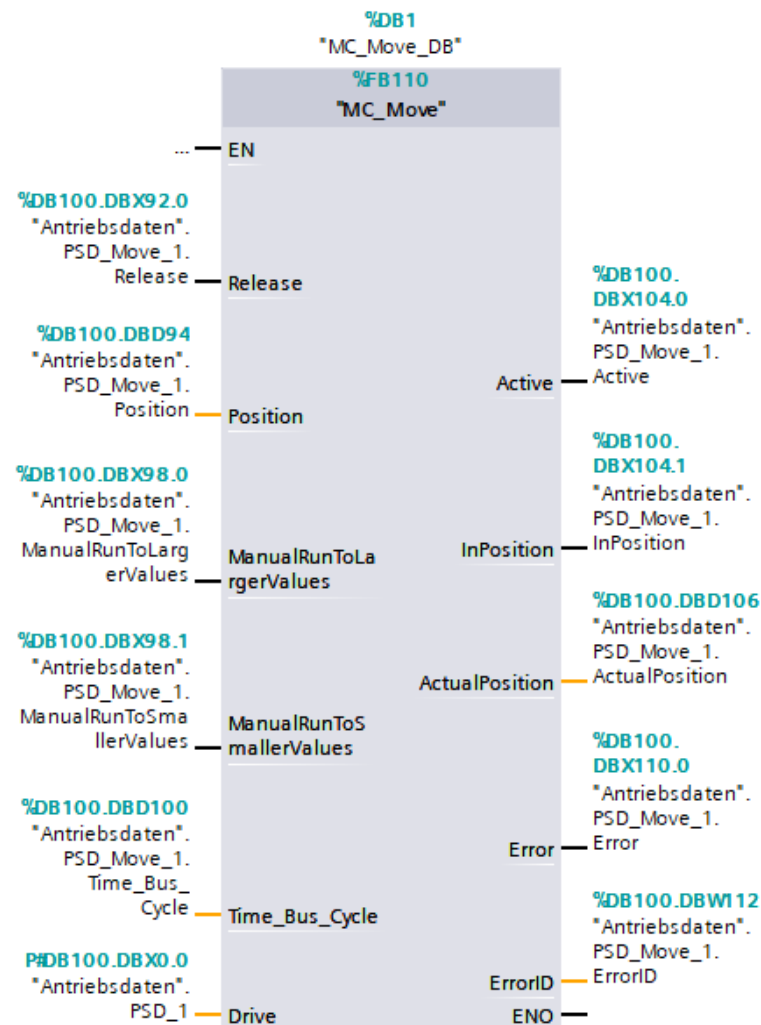 %DB1
"MC_Move_DB"
%FB110
"MC_Move"
... EN
%DB100.DBX92.0
"Antriebsdaten".
PSD_Move_1.
Release
Release
%DB100.DBD94
"Antriebsdaten".
PSD_Move_1.
Position
Position
%DB100.DBX98.0
"Antriebsdaten".
PSD_Move_1.
ManualRunToLarg
erValues
ManualRunToLa
rgerValues
%DB100.DBX98.1
"Antriebsdaten".
PSD_Move_1.
ManualRunToSma
llerValues
ManualRunToS
mallerValues
%DB100.DBD100
"Antriebsdaten".
PSD_Move_1.
Time_Bus_
Cycle
Time_Bus_Cycle
P#DB100.DBX0.0
"Antriebsdaten".
PSD_1
Drive
Active
%DB100.
DBX104.0
"Antriebsdaten".
PSD_Move_1.
Active
InPosition
%DB100.
DBX104.1
"Antriebsdaten".
PSD_Move_1.
InPosition
ActualPosition
%DB100.DBD106
"Antriebsdaten".
PSD_Move_1.
ActualPosition
Error
%DB100.
DBX110.0
"Antriebsdaten".
PSD_Move_1.
Error
ErrorID
%DB100.DBW112
"Antriebsdaten".
PSD_Move_1.
ErrorID
ENO